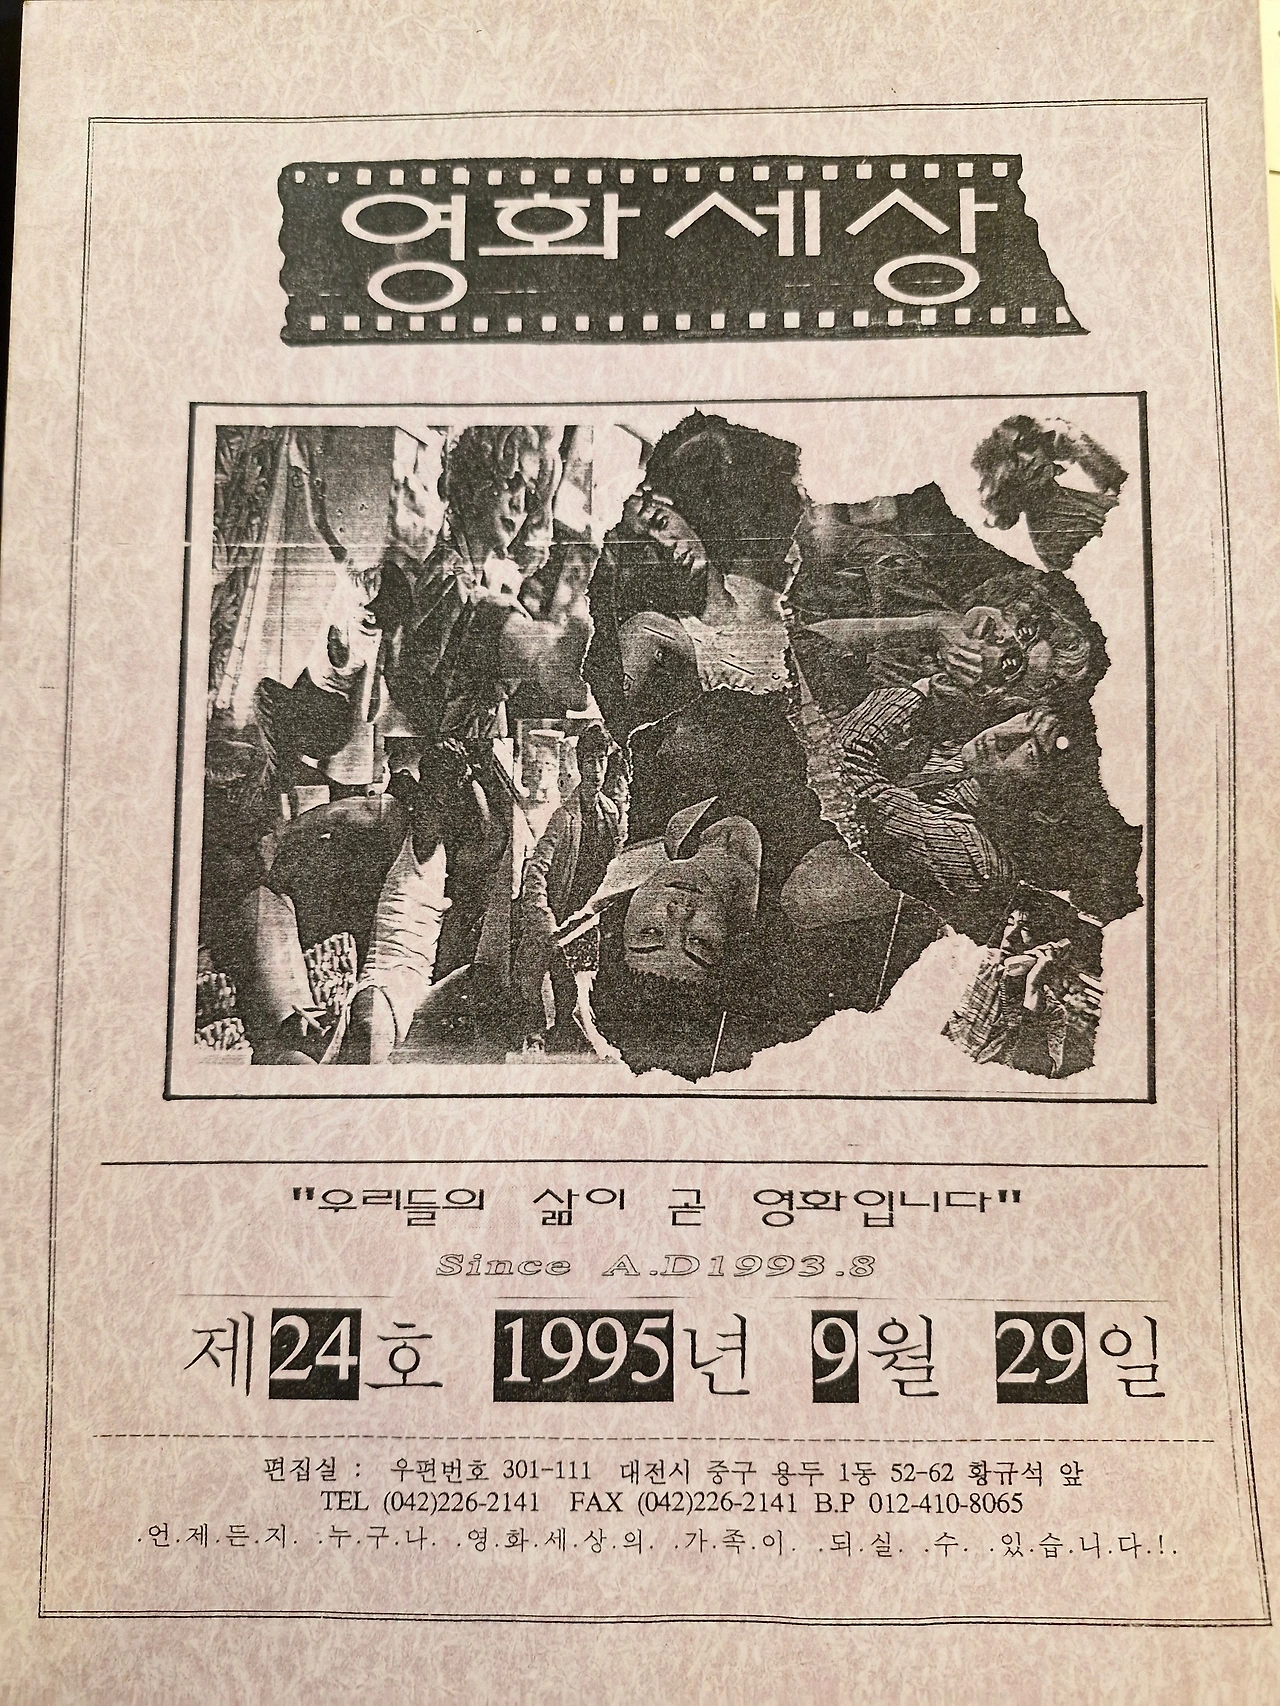 영화세상
"우리들의 삶이 곧 영화입니다"
Since A.D1993.8
제24호 1995년 9월 29일
편집실 : 우편번호 301-111 대전시 중구 용두 1동 52-62 황규석 앞
TEL (042)226-2141 FAX (042)226-2141 B.P 012-410-8065
.언.제.든.지. .누.구.나. .영.화.세.상.의. .가.족.이. .되.실. .수. .있.습.니.다.!.